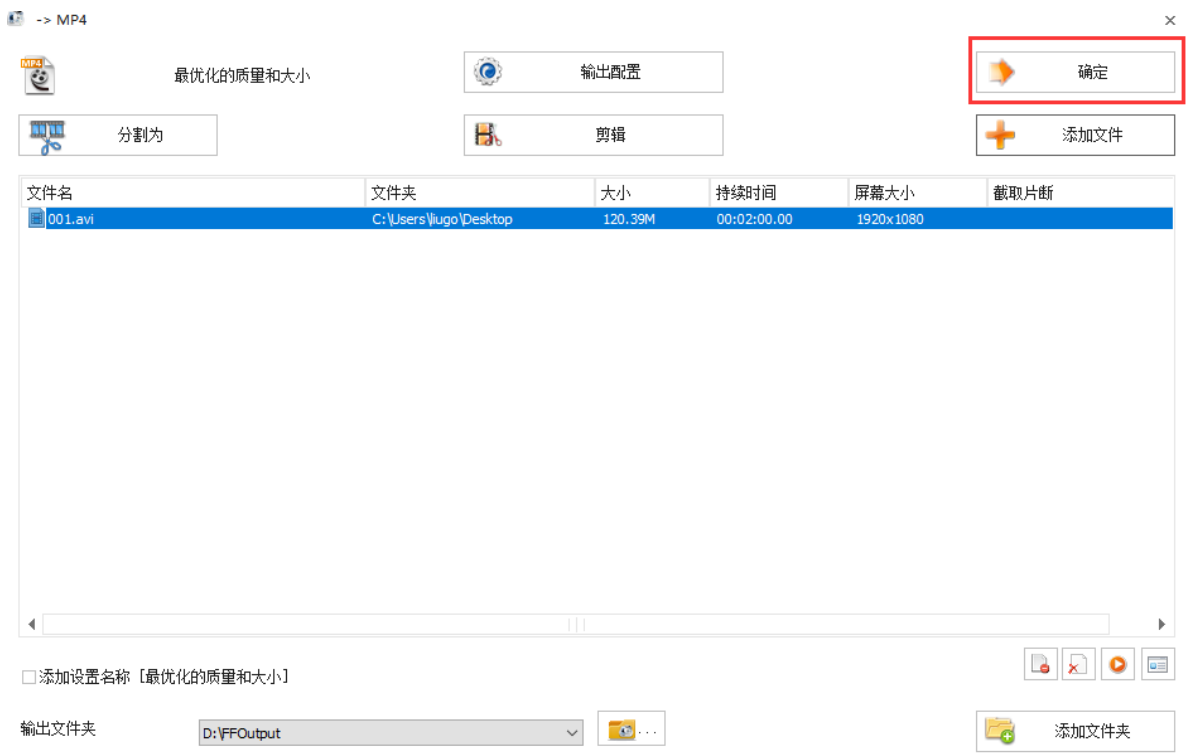 -> MP4
MP4
最优化的质量和大小
输出配置
确定
分割为
剪辑
添加文件
文件名 文件夹 大小 持续时间 屏幕大小 截取片断
001.avi C:\Users\liugo\Desktop 120.39M 00:02:00.00 1920x1080
添加设置名称 [最优化的质量和大小]
输出文件夹 D:\FFOutput ... 添加文件夹